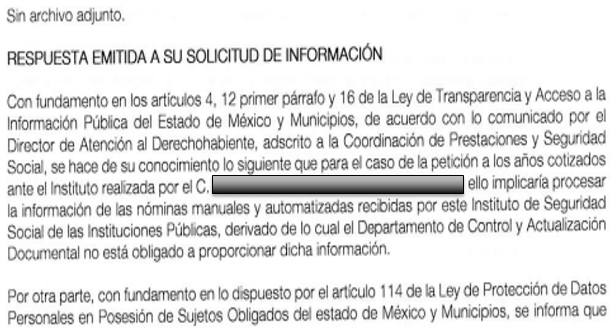 Sin archivo adjunto.
RESPUESTA EMITIDA A SU SOLICITUD DE INFORMACIÓN
Con fundamento en los artículos 4, 12 primer párrafo y 16 de la Ley de Transparencia y Acceso a la
Información Pública del Estado de México y Municipios, de acuerdo con lo comunicado por el
Director de Atención al Derechohabiente, adscrito a la Coordinación de Prestaciones y Seguridad
Social, se hace de su conocimiento lo siguiente que para el caso de la petición a los años cotizados
ante el Instituto realizada por el C. ello implicaría procesar
la información de las nóminas manuales y automatizadas recibidas por este Instituto de Seguridad
Social de las Instituciones Públicas, derivado de lo cual el Departamento de Control y Actualización
Documental no está obligado a proporcionar dicha información.
Por otra parte, con fundamento en lo dispuesto por el artículo 114 de la Ley de Protección de Datos
Personales en Posesión de Sujetos Obligados del estado de México y Municipios, se informa que